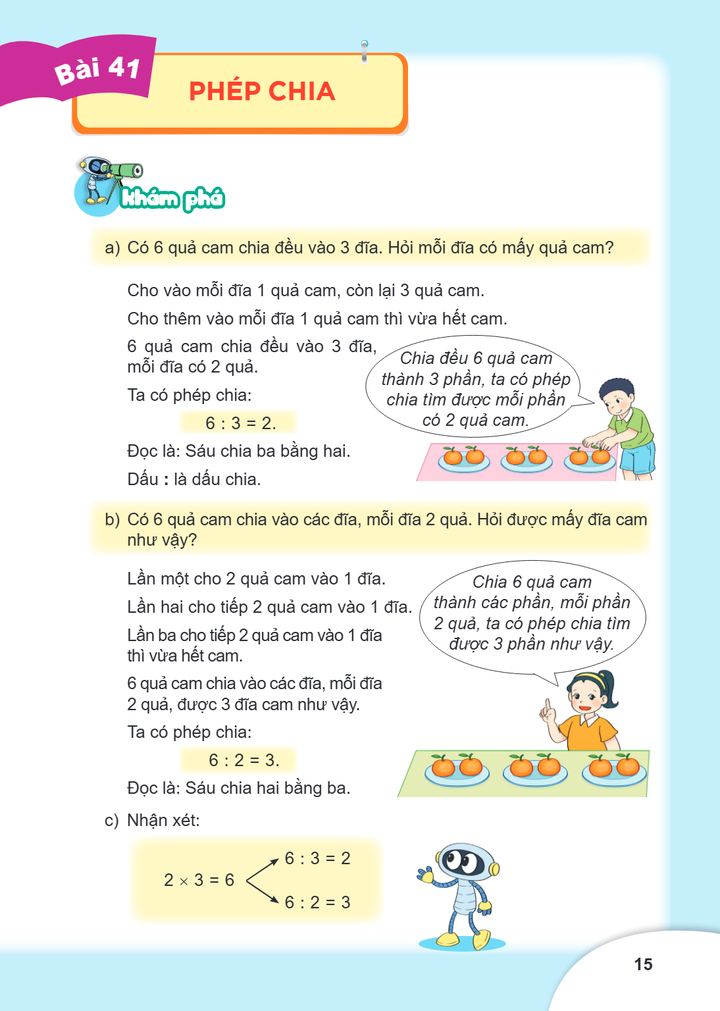 Bài 41
PHÉP CHIA
khám phá
a) Có 6 quả cam chia đều vào 3 đĩa. Hỏi mỗi đĩa có mấy quả cam?
Cho vào mỗi đĩa 1 quả cam, còn lại 3 quả cam.
Cho thêm vào mỗi đĩa 1 quả cam thì vừa hết cam.
6 quả cam chia đều vào 3 đĩa,
mỗi đĩa có 2 quả.
Ta có phép chia:
6 : 3 = 2.
Đọc là: Sáu chia ba bằng hai.
Dấu : là dấu chia.
Chia đều 6 quả cam
thành 3 phần, ta có phép
chia tìm được mỗi phần
có 2 quả cam.
b) Có 6 quả cam chia vào các đĩa, mỗi đĩa 2 quả. Hỏi được mấy đĩa cam
như vậy?
Lần một cho 2 quả cam vào 1 đĩa.
Lần hai cho tiếp 2 quả cam vào 1 đĩa.
Lần ba cho tiếp 2 quả cam vào 1 đĩa
thì vừa hết cam.
6 quả cam chia vào các đĩa, mỗi đĩa
2 quả, được 3 đĩa cam như vậy.
Ta có phép chia:
6 : 2 = 3.
Đọc là: Sáu chia hai bằng ba.
Chia 6 quả cam
thành các phần, mỗi phần
2 quả, ta có phép chia tìm
được 3 phần như vậy.
c) Nhận xét:
2 × 3 = 6
6 : 3 = 2
6 : 2 = 3
15